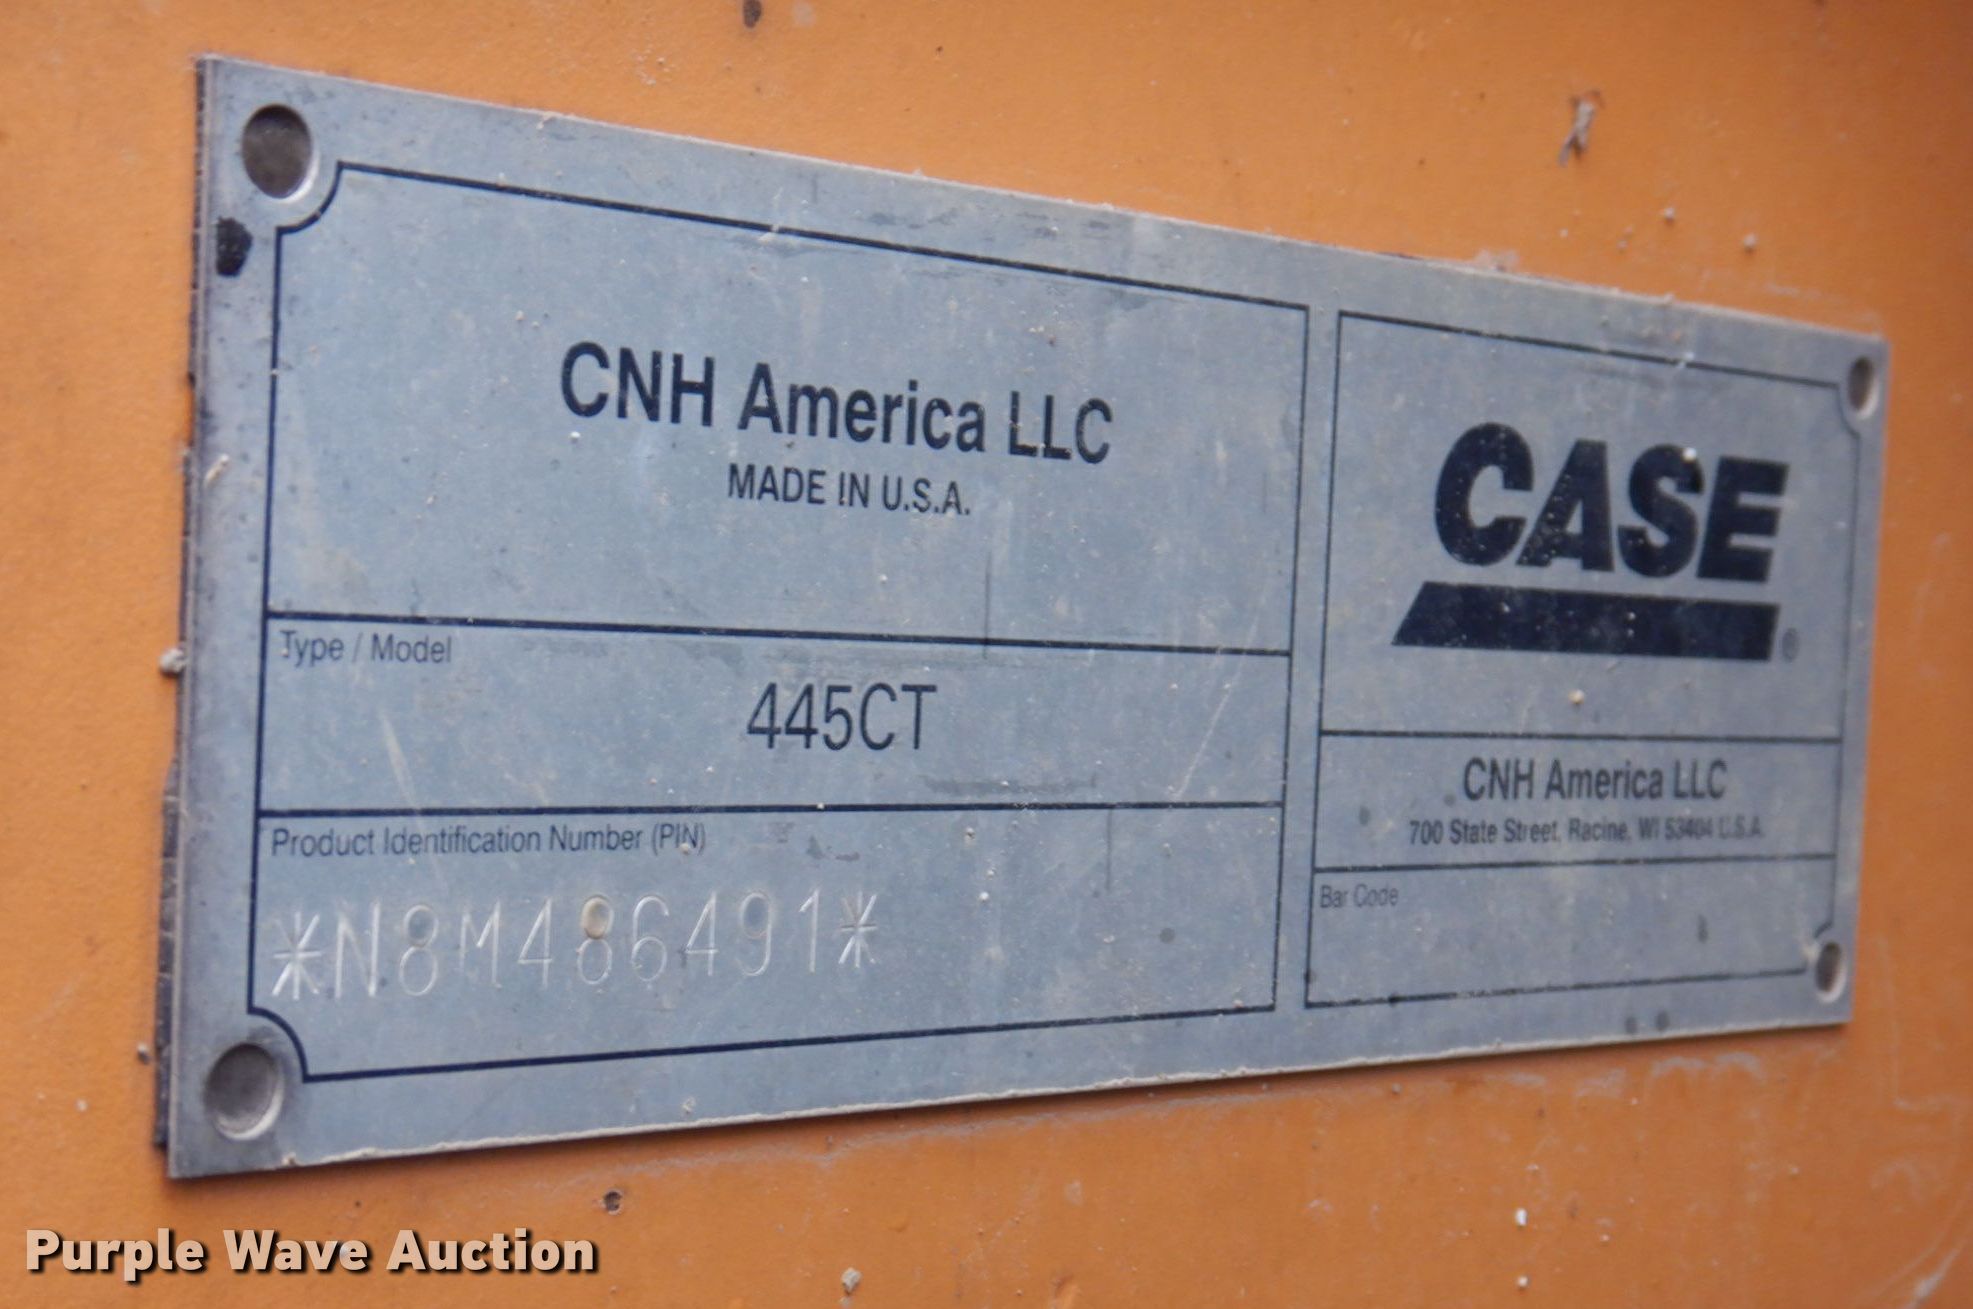 CNH America LLC
MADE IN U.S.A.
Type / Model
445CT
Product Identification Number (PIN)
*N8M486491*
CASE
®
CNH America LLC
700 State Street, Racine, WI 53404 U.S.A.
Bar Code
Purple Wave Auction